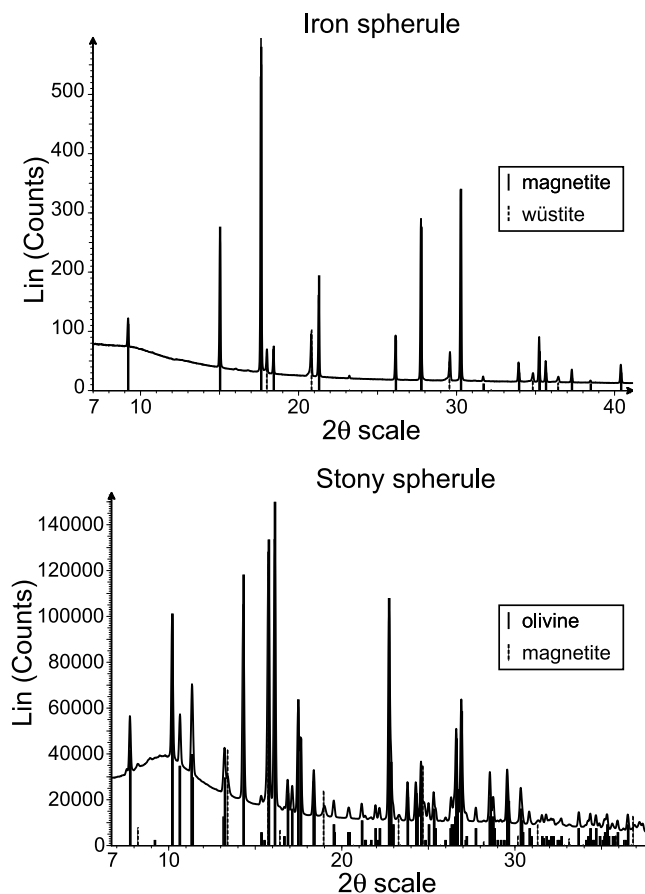 Iron spherule
Lin (Counts)
500
400
300
200
100
0
magnetite
wüstite
7 10 20 30 40
2θ scale
Stony spherule
Lin (Counts)
140000
120000
100000
80000
60000
40000
20000
0
olivine
magnetite
7 10 20 30
2θ scale